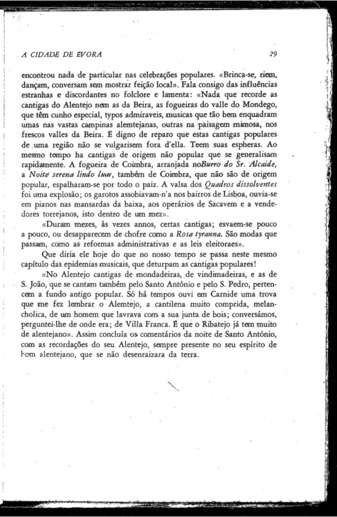 A CIDADE DE EVORA 29
encontrou nada de particular nas celebrações populares. «Brinca-se, riem,
dançam, conversam sem mostrar feição local». Fala consigo das influências
estranhas e discordantes no folclore e lamenta: «Nada que recorde as
cantigas do Alentejo nem as da Beira, as fogueiras do valle do Mondego,
que têm cunho especial, typos admiraveis, musicas que tão bem enquadram
umas nas vastas campinas alemtejanas, outras na paisagem mimosa, nos
frescos valles da Beira. É digno de reparo que estas cantigas populares
de uma região não se vulgarisem fora d'ella. Teem suas espheras. Ao
mesmo tempo ha cantigas de origem não popular que se generalisam
rapidamente. A fogueira de Coimbra, arranjada noBurro do Sr. Alcaide,
a Noite serena lindo luar, também de Coimbra, que não são de origem
popular, espalharam-se por todo o paiz. A valsa dos Quadros dissolventes
foi uma explosão; os garotos assobiavam-n'a nos bairros de Lisboa, ouvia-se
em pianos nas mansardas da baixa, aos operários de Sacavem e a vende-
dores torrejanos, isto dentro de um mez».
«Duram mezes, às vezes annos, certas cantigas; esvaem-se pouco
a pouco, ou desapparecem de chofre como a Rosa tyranna. São modas que
passam, como as reformas administrativas e as leis eleitoraes».
Que diria ele hoje do que no nosso tempo se passa neste mesmo
capítulo das epidemias musicais, que deturpam as cantigas populares!
«No Alentejo cantigas de mondadeiras, de vindimadeiras, e as de
S. João, que se cantam também pelo Santo António e pelo S. Pedro, perten-
cem a fundo antigo popular. Só há tempos ouvi em Carnide uma trova
que me fez lembrar o Alemtejo, a cantilena muito comprida, melan-
cholica, de um homem que lavrava com a sua junta de bois; conversámos,
perguntei-lhe de onde era; de Villa Franca. É que o Ribatejo já tem muito
de alentejano». Assim concluía os comentários da noite de Santo António,
com as recordações do seu Alentejo, sempre presente no seu espírito de
bom alentejano, que se não desenraizara da terra.